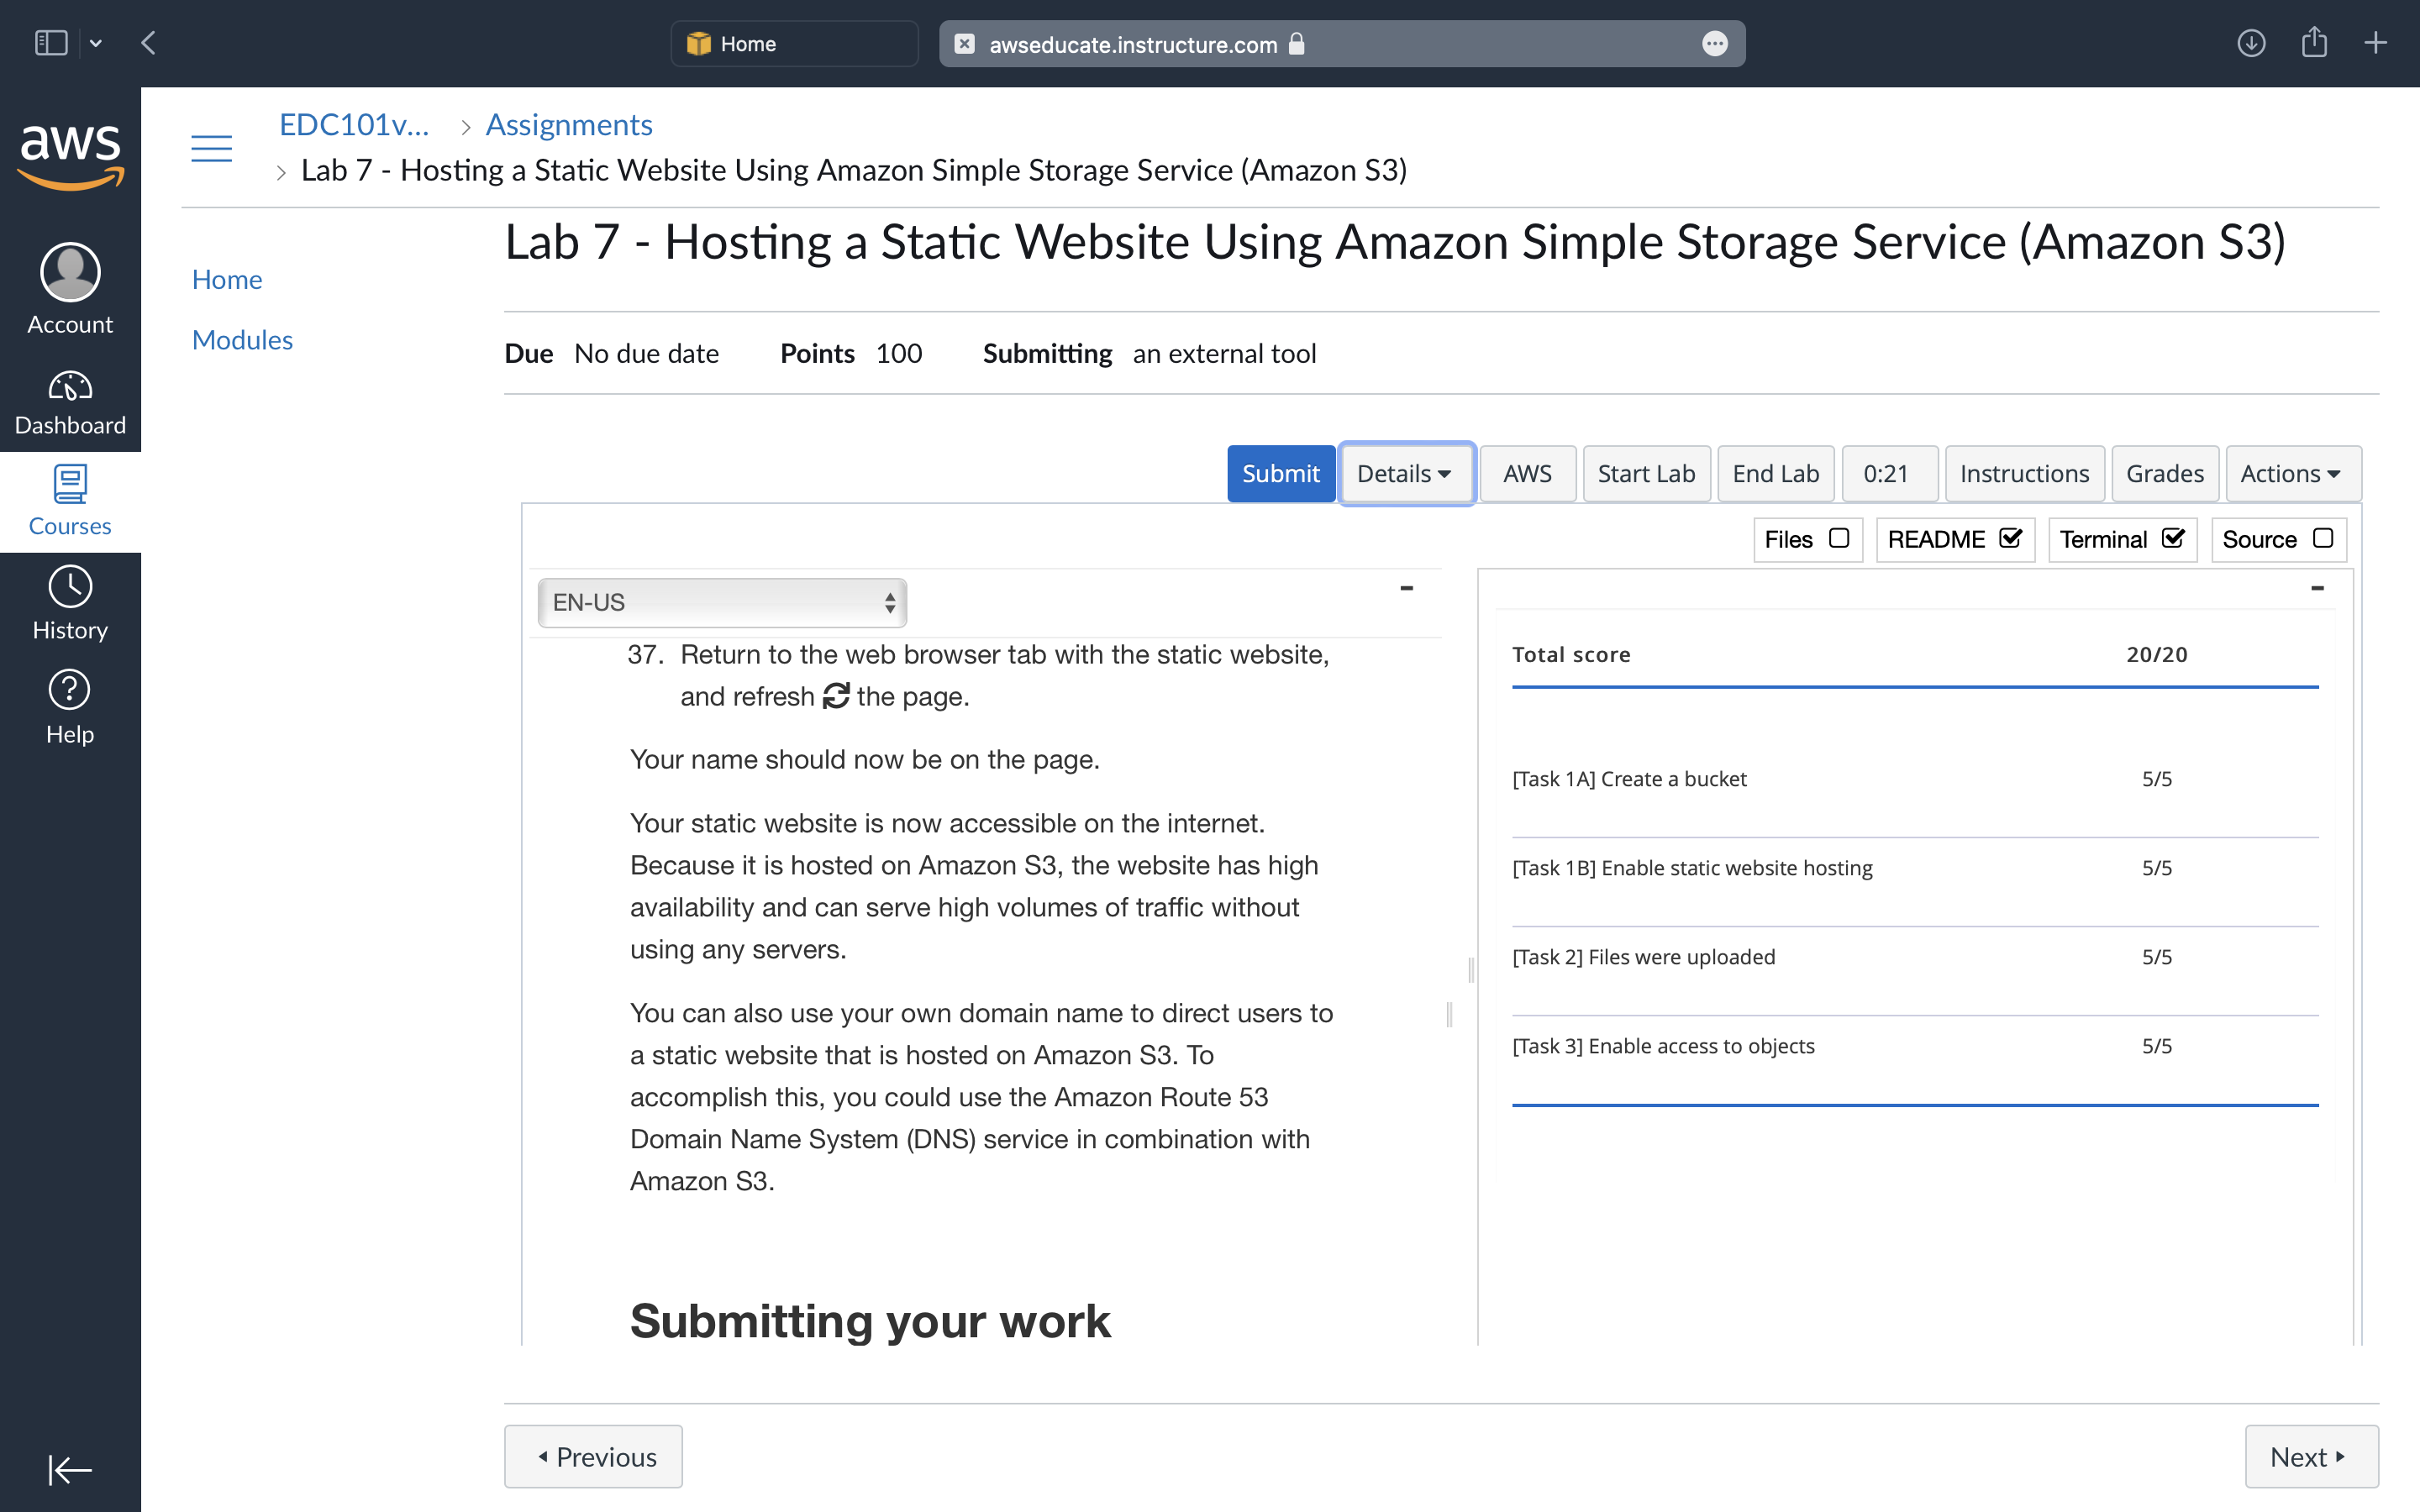 Home
awseducate.instructure.com
aws
Account
Dashboard
Courses
History
Help
EDC101v... > Assignments
> Lab 7 - Hosting a Static Website Using Amazon Simple Storage Service (Amazon S3)
Home
Modules
Lab 7 - Hosting a Static Website Using Amazon Simple Storage Service (Amazon S3)
Due No due date Points 100 Submitting an external tool
Submit Details AWS Start Lab End Lab 0:21 Instructions Grades Actions
Files README Terminal Source
EN-US
37. Return to the web browser tab with the static website,
and refresh the page.
Your name should now be on the page.
Your static website is now accessible on the internet.
Because it is hosted on Amazon S3, the website has high
availability and can serve high volumes of traffic without
using any servers.
You can also use your own domain name to direct users to
a static website that is hosted on Amazon S3. To
accomplish this, you could use the Amazon Route 53
Domain Name System (DNS) service in combination with
Amazon S3.
Submitting your work
Total score 20/20
[Task 1A] Create a bucket 5/5
[Task 1B] Enable static website hosting 5/5
[Task 2] Files were uploaded 5/5
[Task 3] Enable access to objects 5/5
Previous
Next